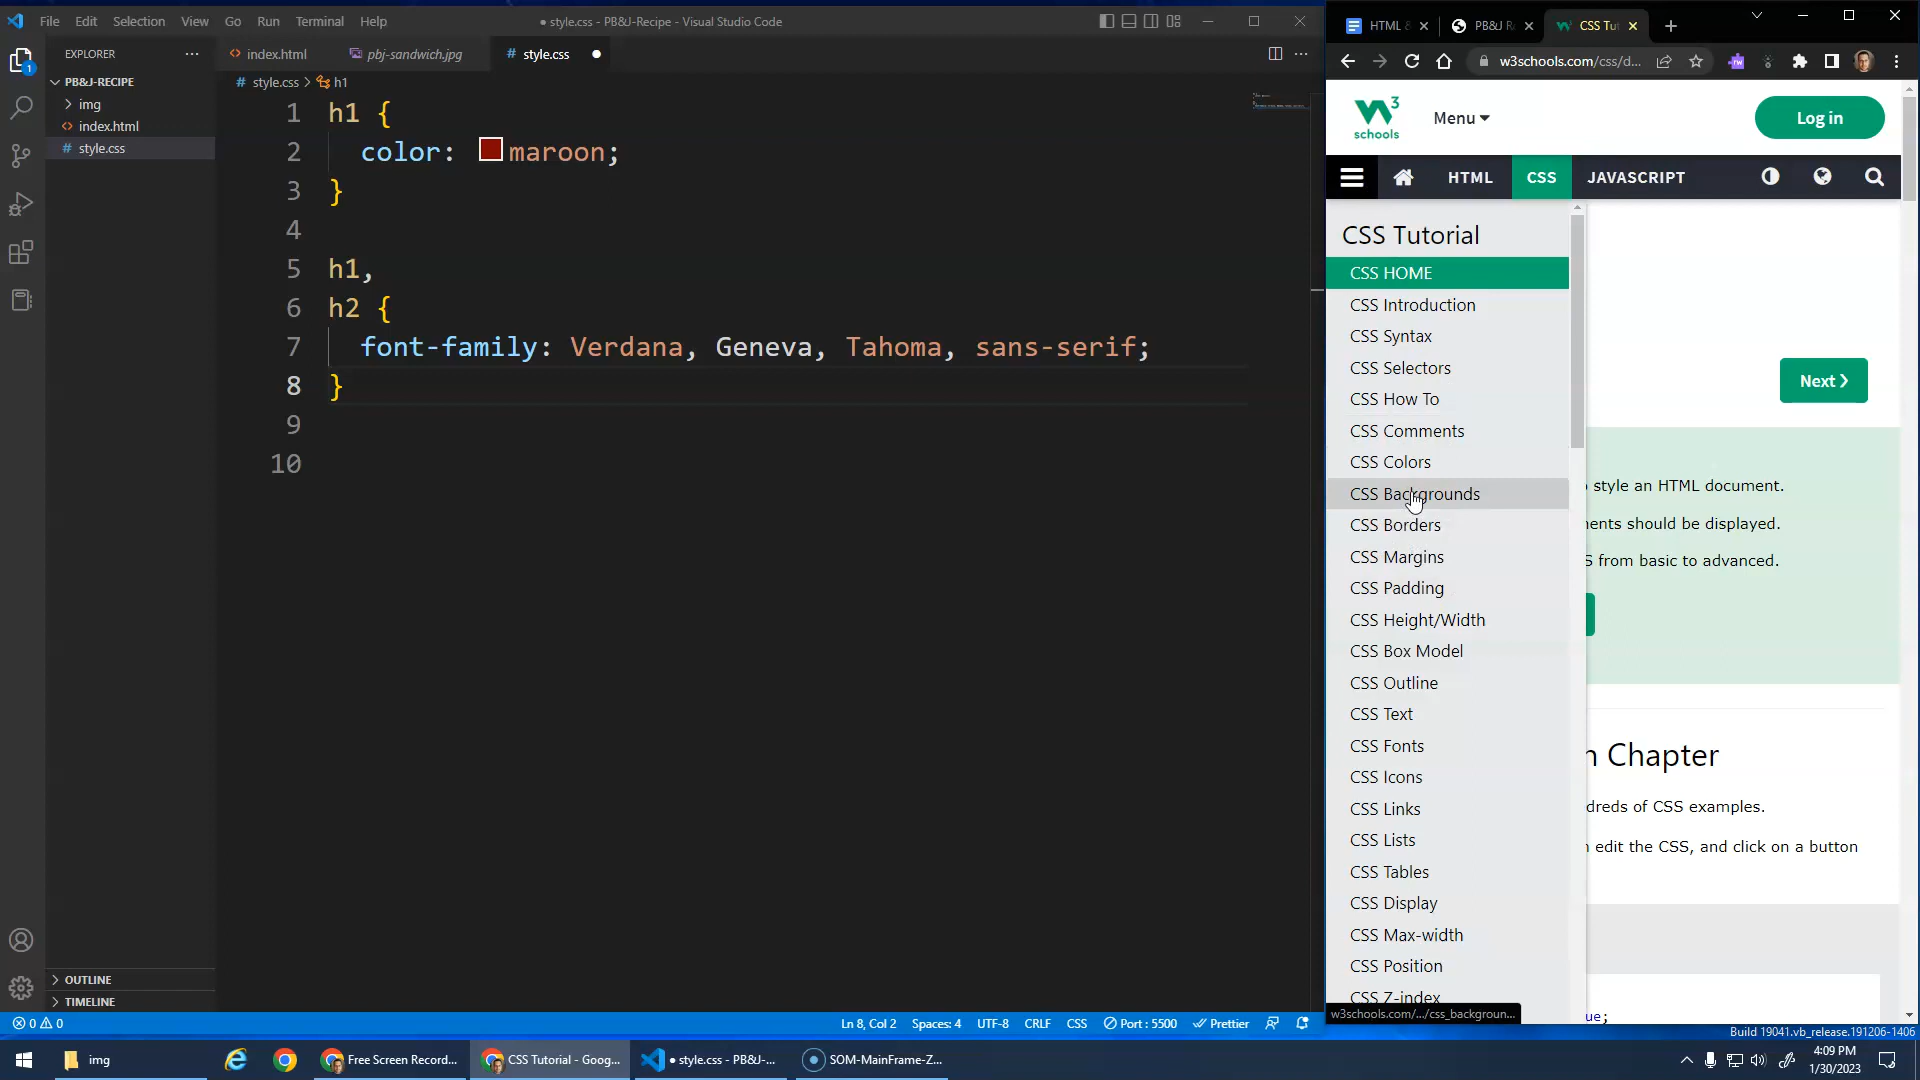 File Edit Selection View Go Run Terminal Help
● style.css - PB&J-Recipe - Visual Studio Code
EXPLORER
PB&J-RECIPE
img
index.html
style.css
OUTLINE
TIMELINE
index.html pbj-sandwich.jpg # style.css
# style.css > h1
1 h1 {
2 color: maroon;
3 }
4
5 h1,
6 h2 {
7 font-family: Verdana, Geneva, Tahoma, sans-serif;
8 }
9
10
0 0
Ln 8, Col 2 Spaces: 4 UTF-8 CRLF CSS Port : 5500 Prettier
HTML & PB&J R CSS Tut
w3schools.com/css/d...
W3
schools
Menu
Log in
HTML CSS JAVASCRIPT
CSS Tutorial
CSS HOME
CSS Introduction
CSS Syntax
CSS Selectors
CSS How To
CSS Comments
CSS Colors
CSS Backgrounds
CSS Borders
CSS Margins
CSS Padding
CSS Height/Width
CSS Box Model
CSS Outline
CSS Text
CSS Fonts
CSS Icons
CSS Links
CSS Lists
CSS Tables
CSS Display
CSS Max-width
CSS Position
CSS Z-index
Next ❯
style an HTML document.
ents should be displayed.
S from basic to advanced.
n Chapter
dreds of CSS examples.
edit the CSS, and click on a button
ue;
w3schools.com/.../css_backgroun...
Build 19041.vb_release.191206-1406
img
Free Screen Record...
CSS Tutorial - Goog...
● style.css - PB&J-...
SOM-MainFrame-Z...
4:09 PM
1/30/2023